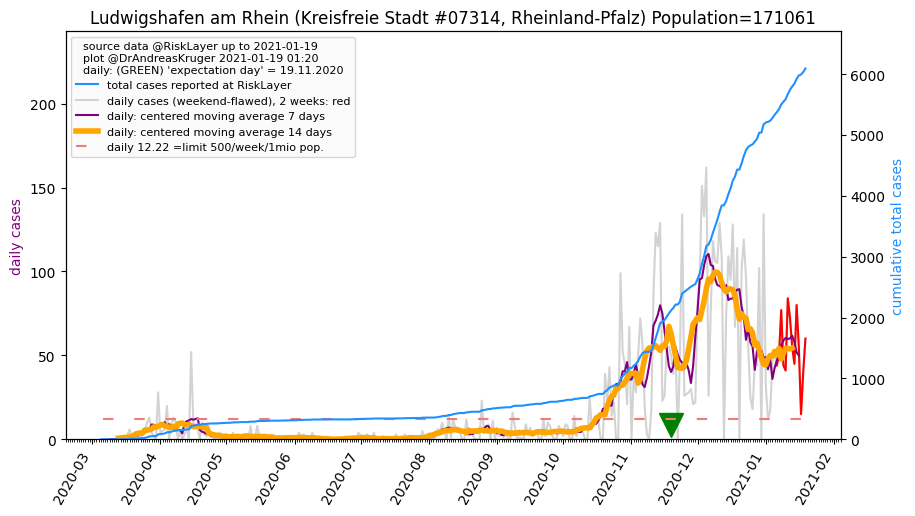 Ludwigshafen am Rhein (Kreisfreie Stadt #07314, Rheinland-Pfalz) Population=171061
source data @RiskLayer up to 2021-01-19
plot @DrAndreasKruger 2021-01-19 01:20
daily: (GREEN) 'expectation day' = 19.11.2020
total cases reported at RiskLayer
daily cases (weekend-flawed), 2 weeks: red
daily: centered moving average 7 days
daily: centered moving average 14 days
daily 12.22 =limit 500/week/1mio pop.
daily cases
200
150
100
50
0
cumulative total cases
6000
5000
4000
3000
2000
1000
0
2020-03
2020-04
2020-05
2020-06
2020-07
2020-08
2020-09
2020-10
2020-11
2020-12
2021-01
2021-02